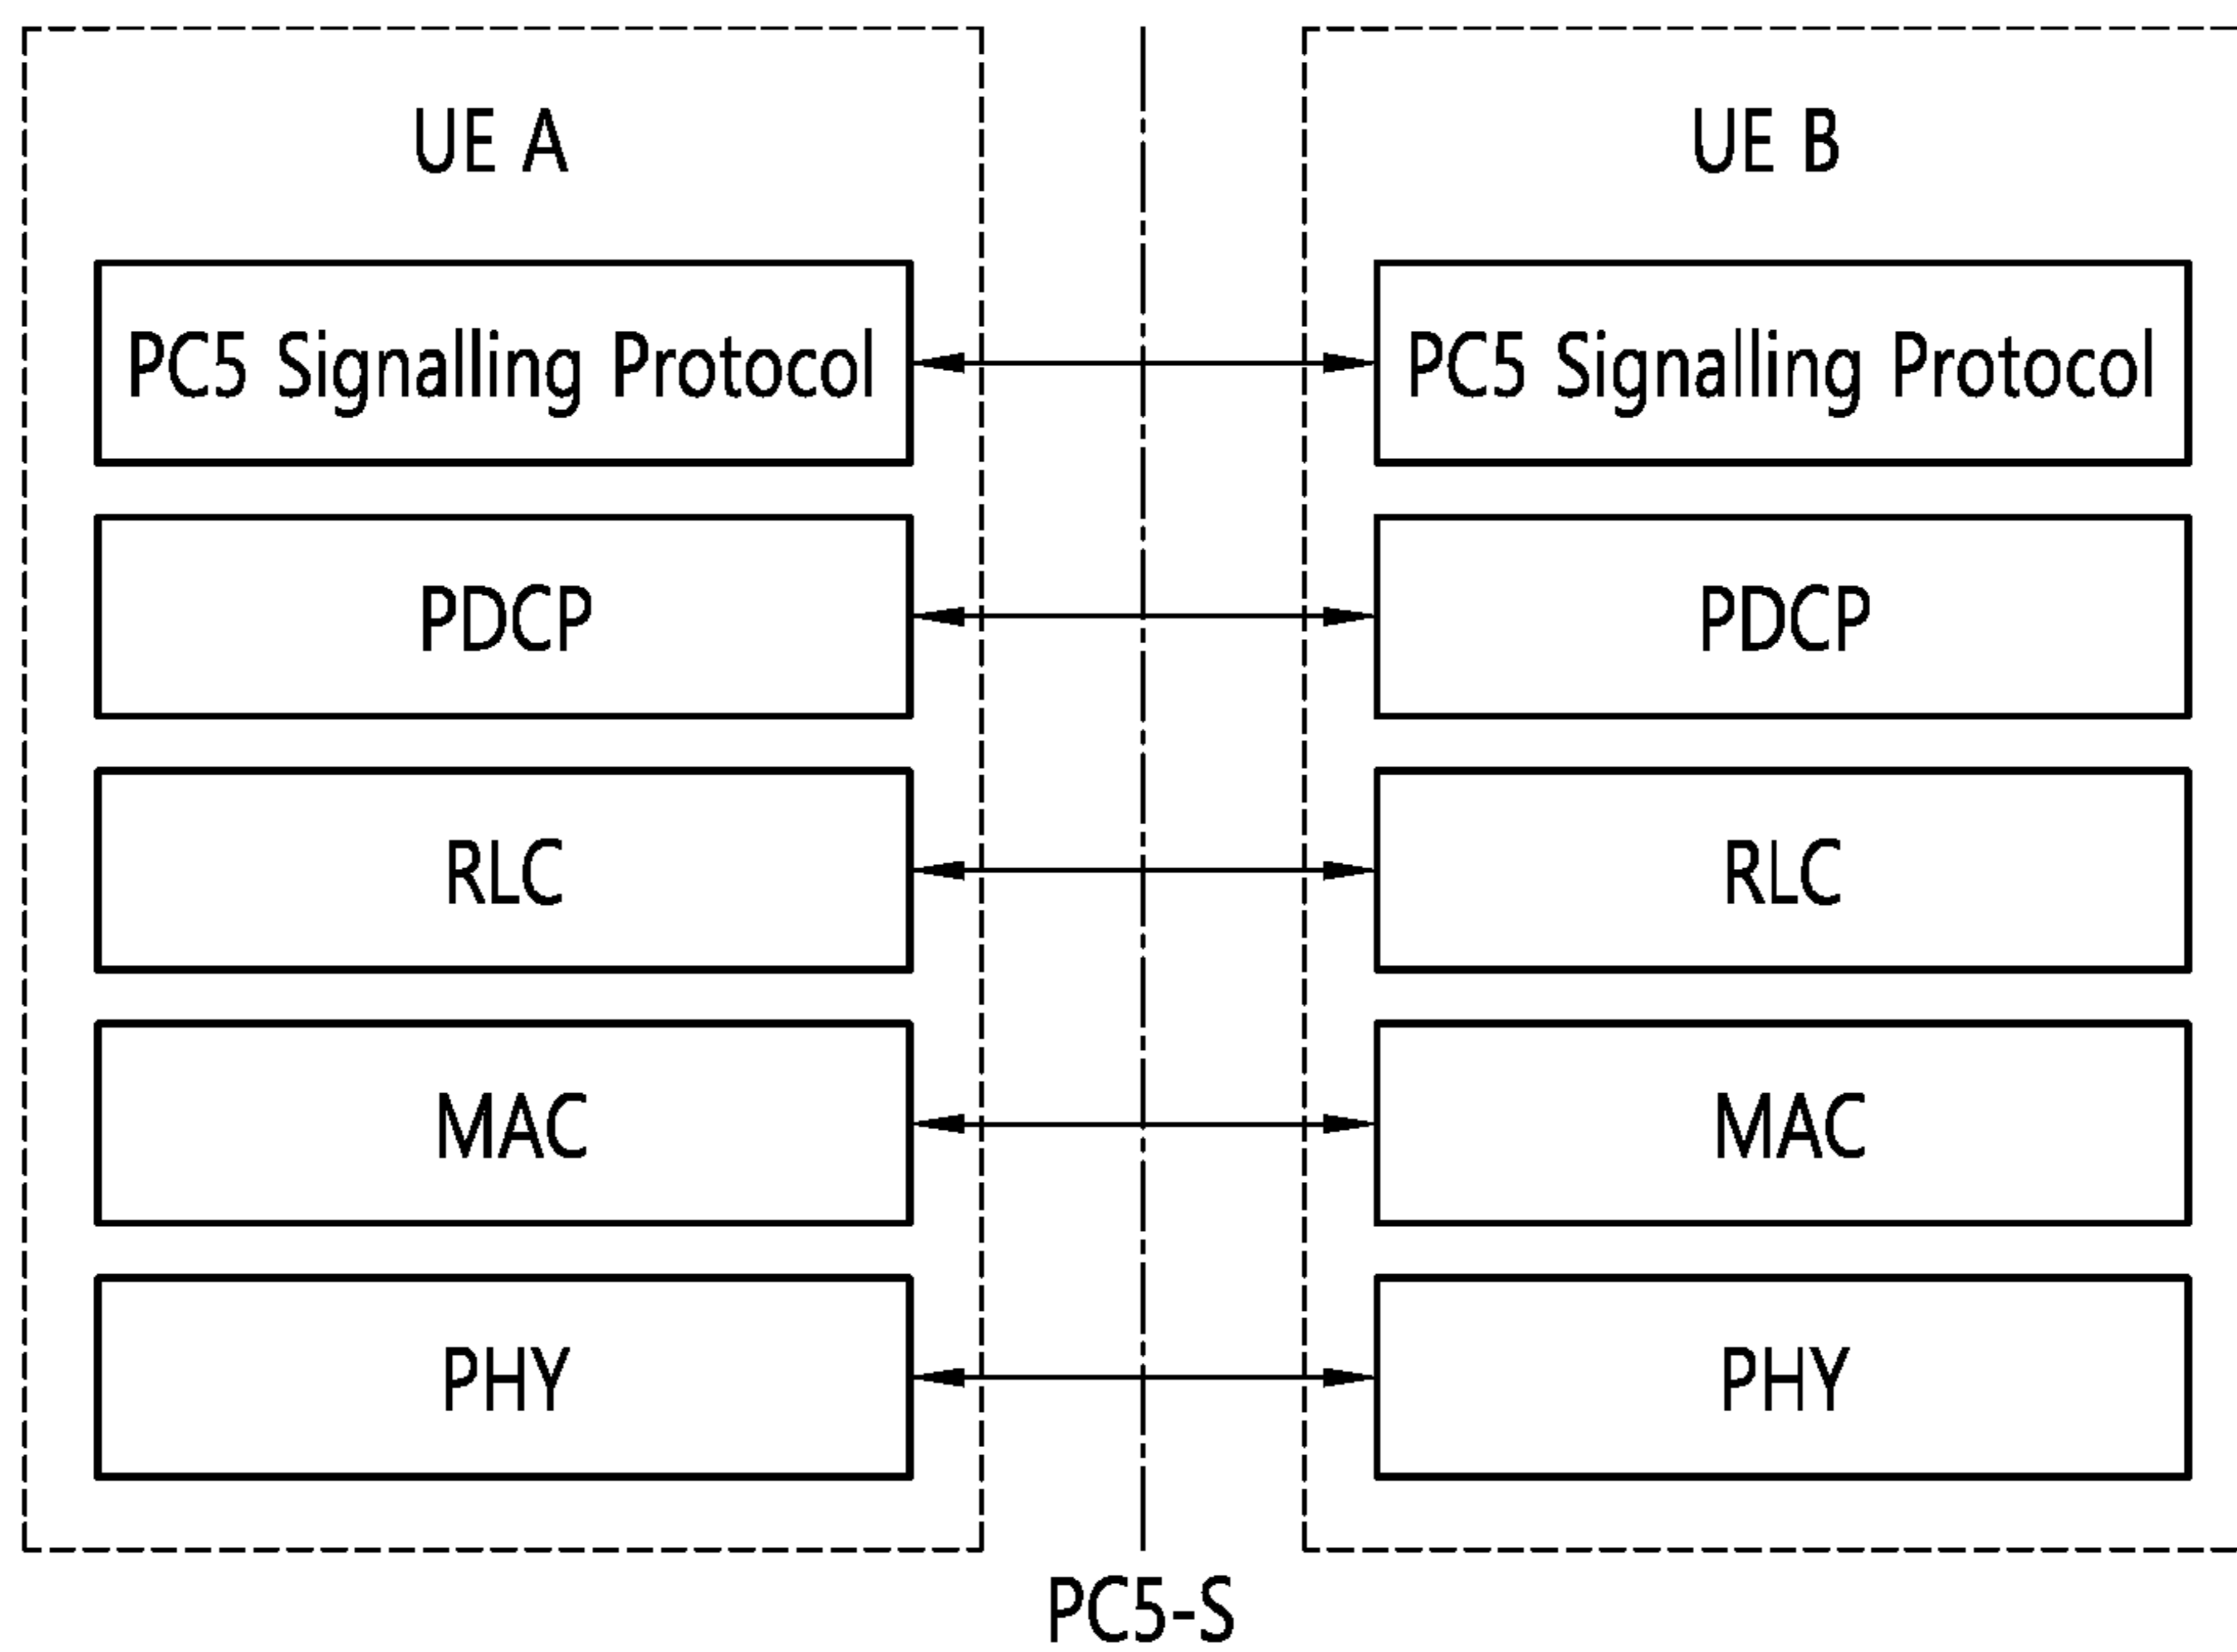 UE A
UE B
PC5 Signalling Protocol
PC5 Signalling Protocol
PDCP
PDCP
RLC
RLC
MAC
MAC
PHY
PHY
PC5-S